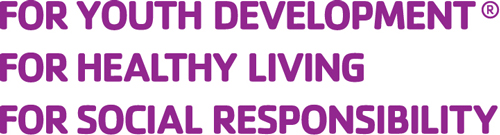 FOR YOUTH DEVELOPMENT®
FOR HEALTHY LIVING
FOR SOCIAL RESPONSIBILITY